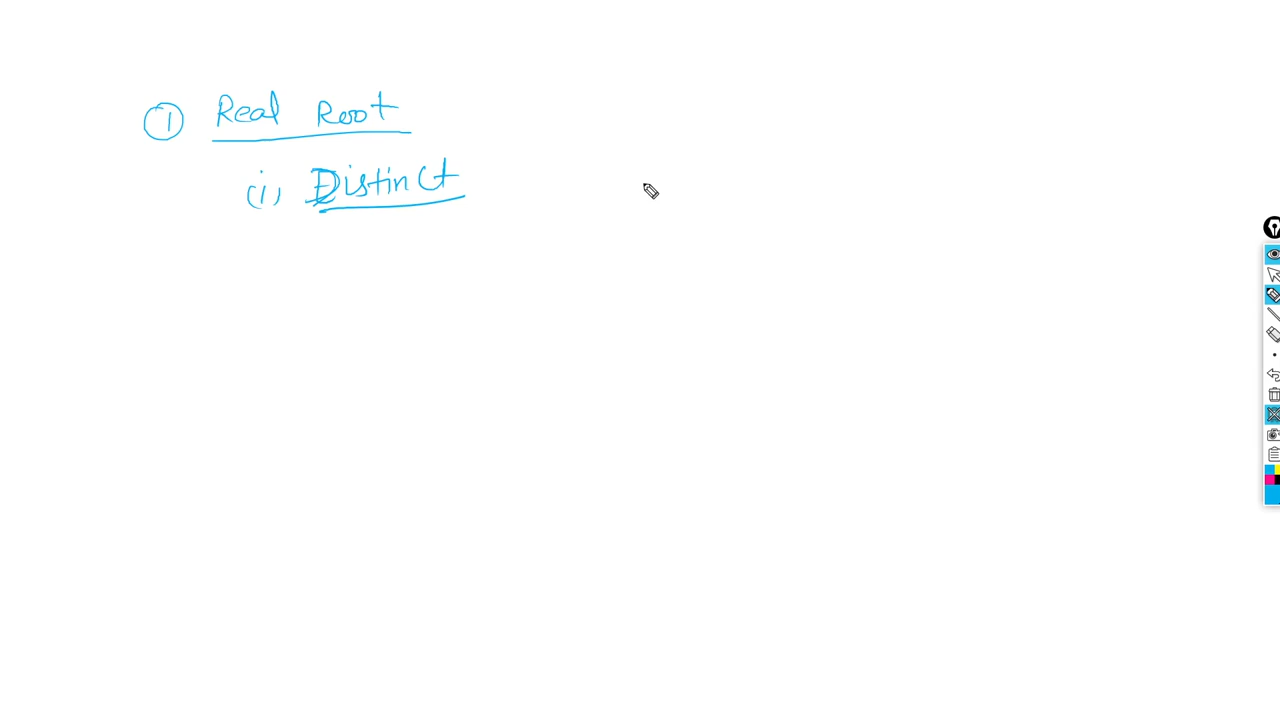 ① Real Root
(i) Distinct